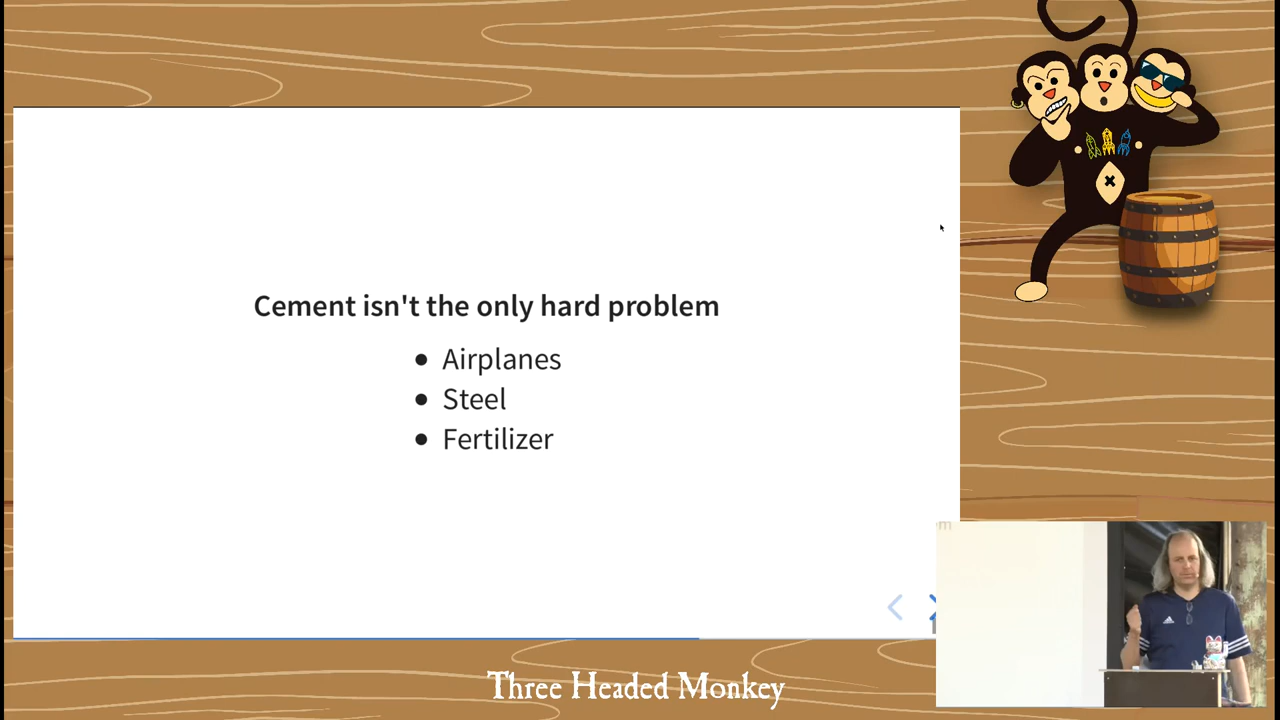 Cement isn't the only hard problem
Airplanes
Steel
Fertilizer
m
Three Headed Monkey